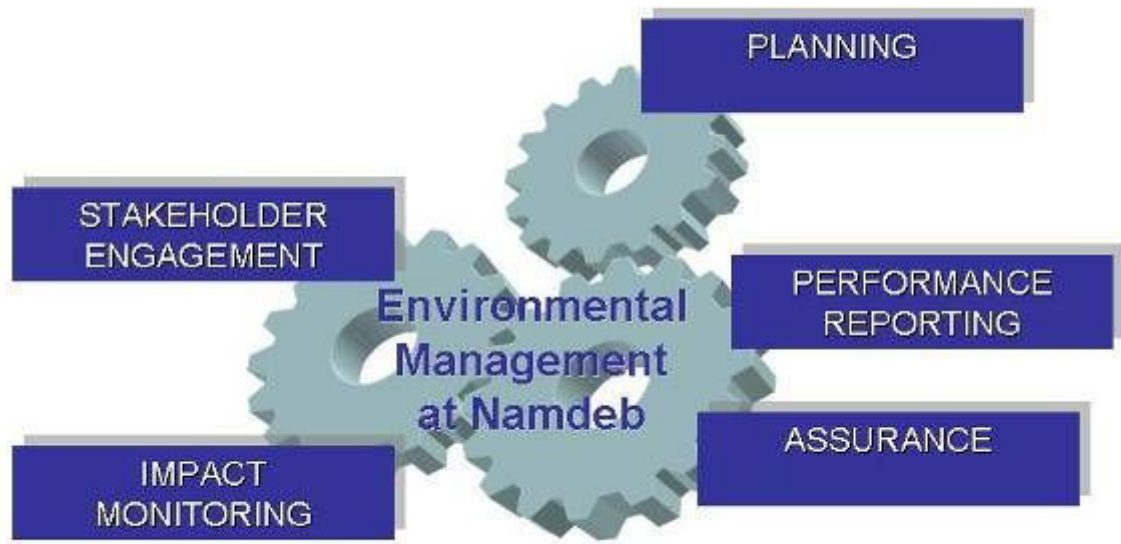 PLANNING
STAKEHOLDER
ENGAGEMENT
PERFORMANCE
REPORTING
Environmental
Management
at Namdeb
ASSURANCE
IMPACT
MONITORING